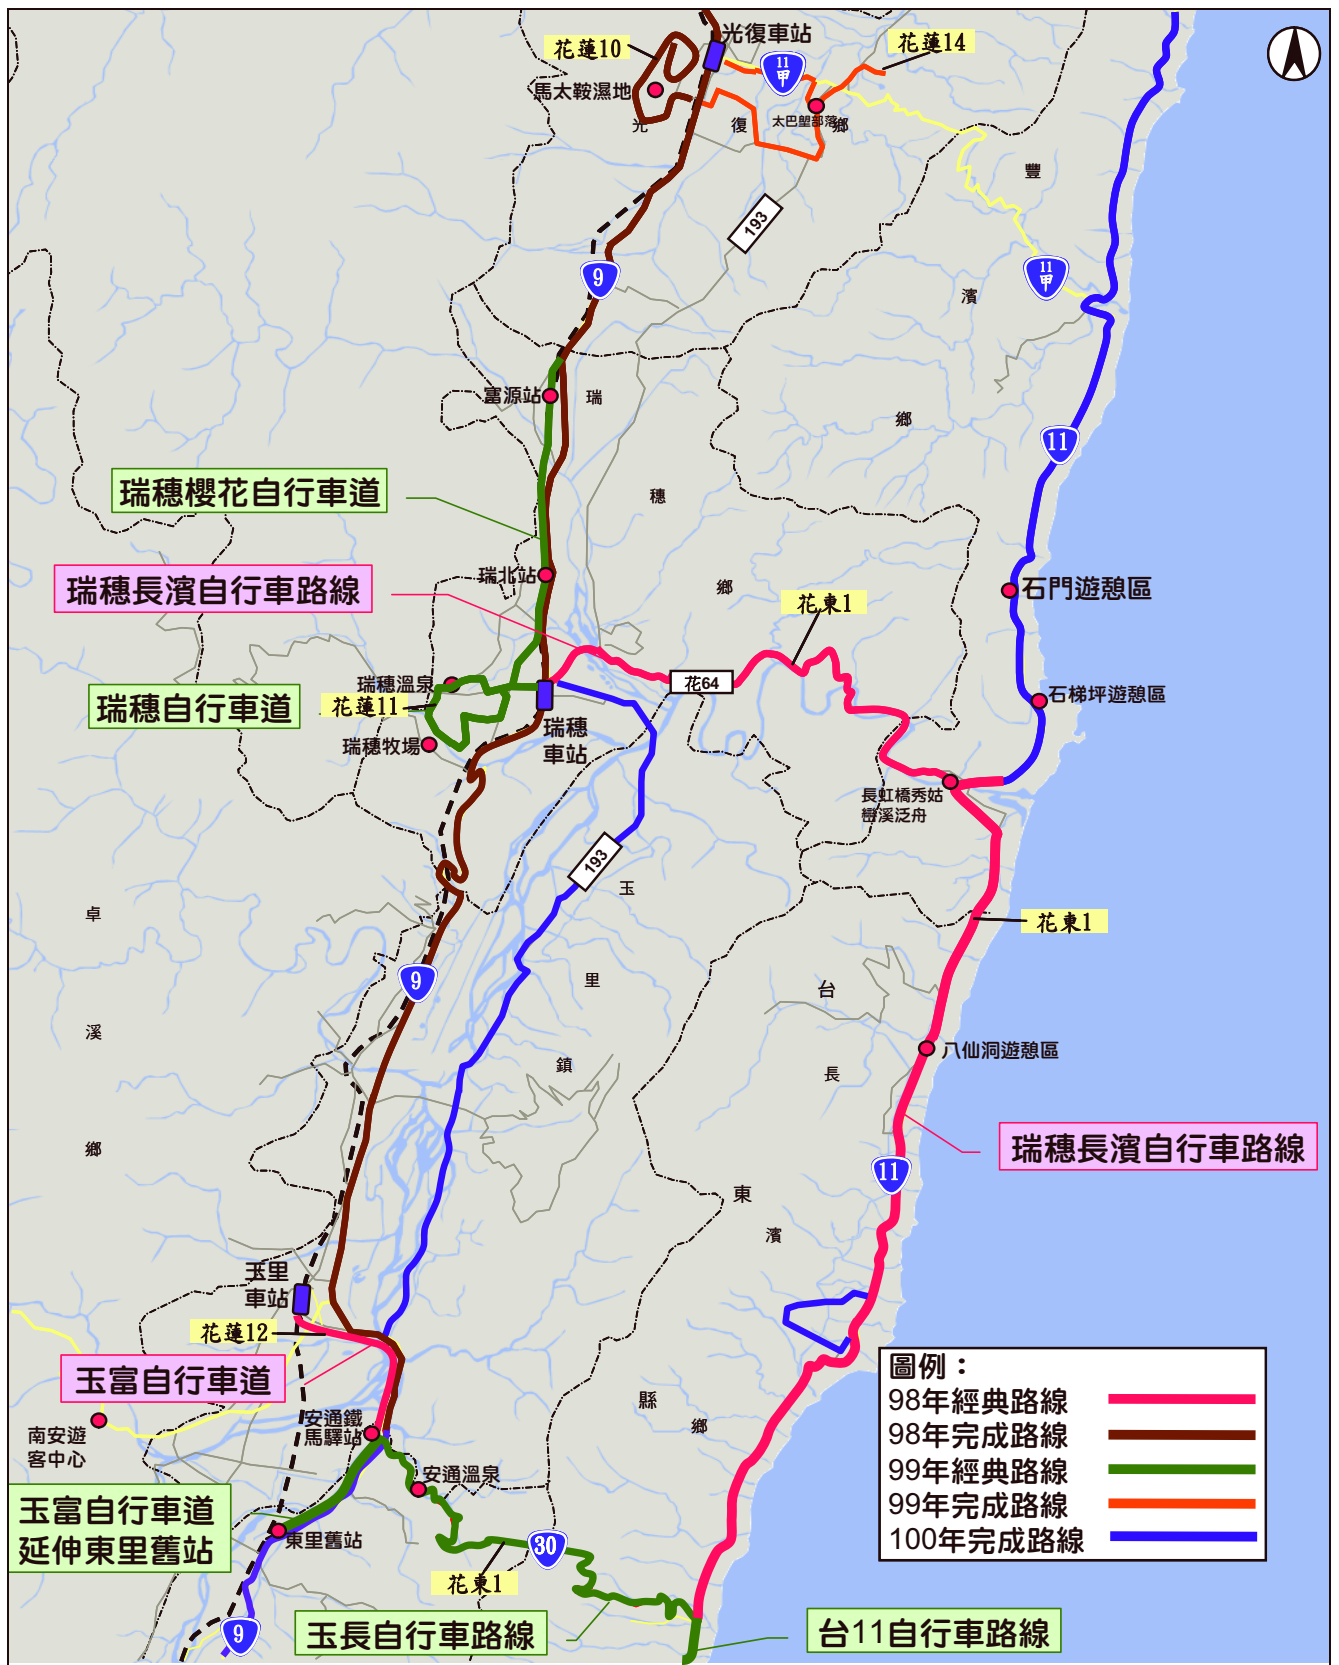 光復車站
花蓮10
花蓮14
11
甲
馬太鞍濕地
太巴塱部落
光
復
鄉
豐
193
11
甲
9
濱
富源站
瑞
鄉
11
瑞穗櫻花自行車道
穗
瑞北站
瑞穗長濱自行車路線
鄉
花東1
石門遊憩區
瑞穗溫泉
花64
瑞穗自行車道
花蓮11
石梯坪遊憩區
瑞穗
車站
瑞穗牧場
長虹橋秀姑
巒溪泛舟
193
玉
卓
花東1
9
里
台
溪
八仙洞遊憩區
鎮
長
鄉
瑞穗長濱自行車路線
11
東
濱
玉里
車站
花蓮12
玉富自行車道
圖例：
98年經典路線
98年完成路線
99年經典路線
99年完成路線
100年完成路線
縣
鄉
安通鐵
馬驛站
南安遊
客中心
安通溫泉
玉富自行車道
延伸東里舊站
東里舊站
30
花東1
9
玉長自行車路線
台11自行車路線